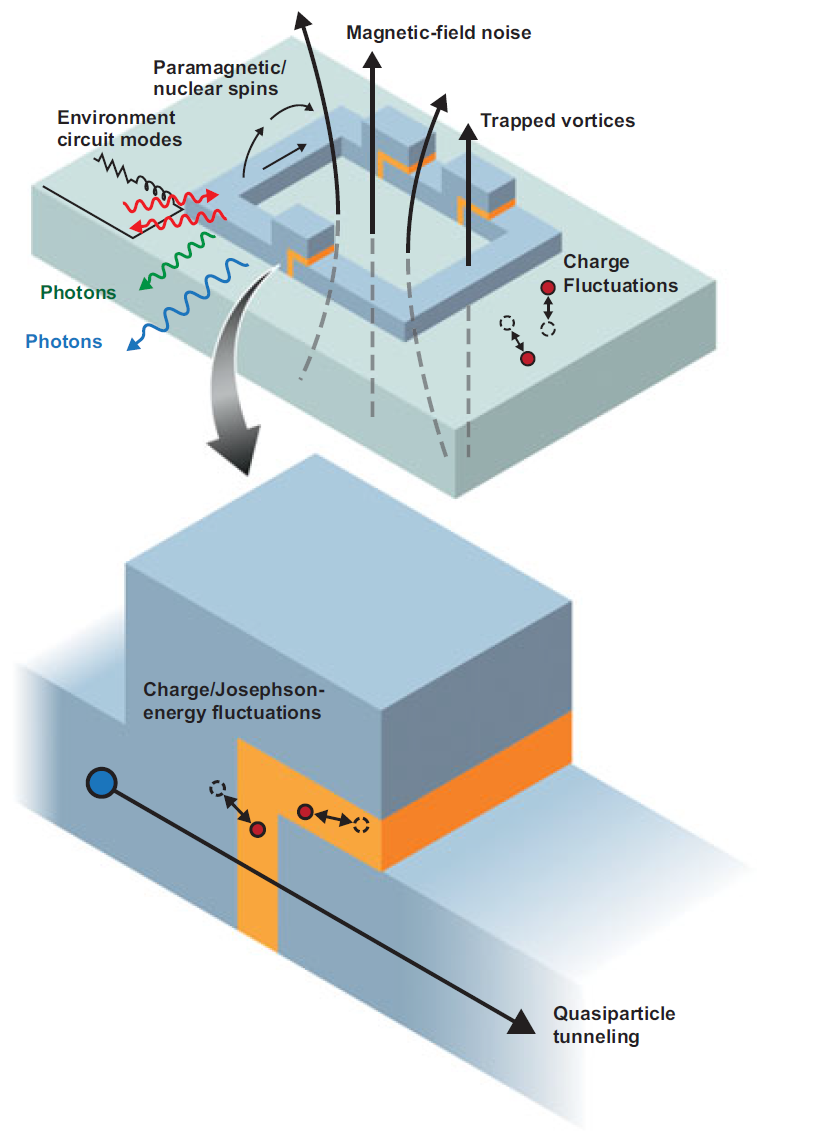 Magnetic-field noise
Paramagnetic/
nuclear spins
Environment
circuit modes
Trapped vortices
Charge
Fluctuations
Photons
Photons
Charge/Josephson-
energy fluctuations
Quasiparticle
tunneling